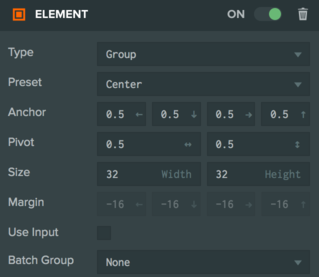 ELEMENT ON
Type Group
Preset Center
Anchor 0.5 ← 0.5 ↓ 0.5 → 0.5 ↑
Pivot 0.5 ↔ 0.5 ↕
Size 32 Width 32 Height
Margin -16 ← -16 ↓ -16 → -16 ↑
Use Input
Batch Group None